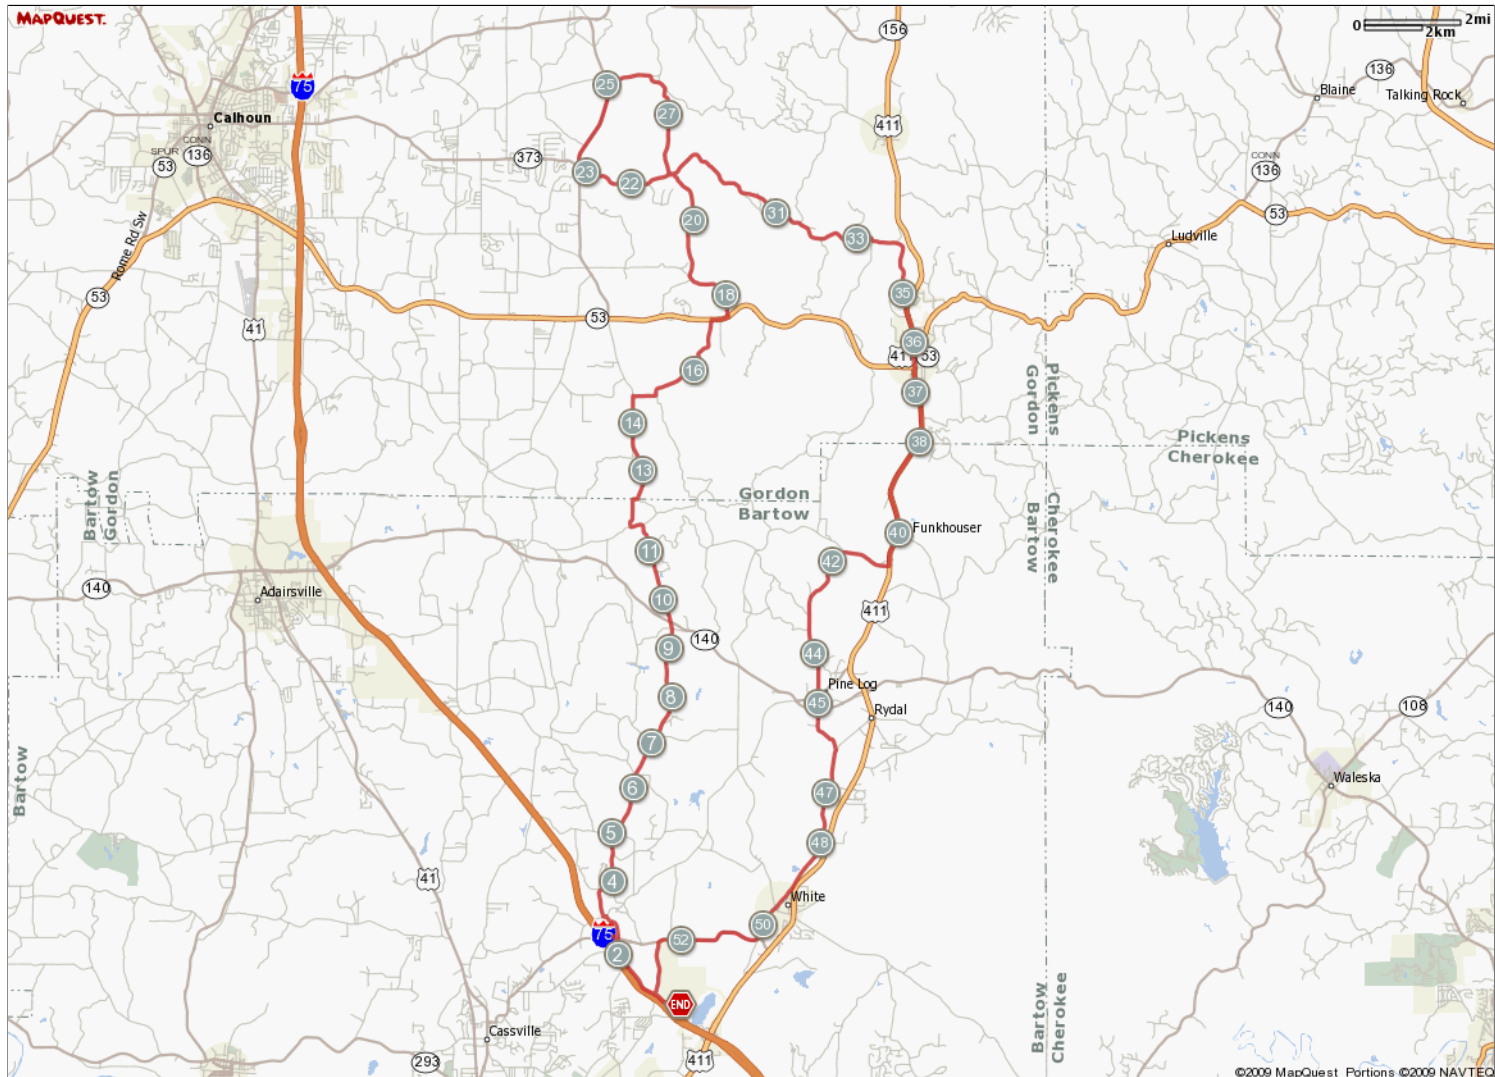 MAPQUEST.
0 2mi
2km
156
75
25
136
Blaine
Talking Rock
Calhoun
27
411
CONN
136
SPUR
53
373
CONN
136
23
22
31
53
20
33
Ludville
Rome Rd Sw
53
18
35
41
53
36
411
53
16
37
Pickens
Gordon
14
38
Pickens
Cherokee
13
Bartow
Gordon
Gordon
Bartow
Cherokee
Bartow
40
Funkhouser
11
42
140
Adairsville
10
411
140
9
44
Pine Log
8
45
Rydal
140
108
7
Bartow
6
47
Waleska
5
48
41
4
White
50
75
52
2
END
Bartow
Cherokee
Cassville
293
411
©2009 MapQuest Portions ©2009 NAVTEQ